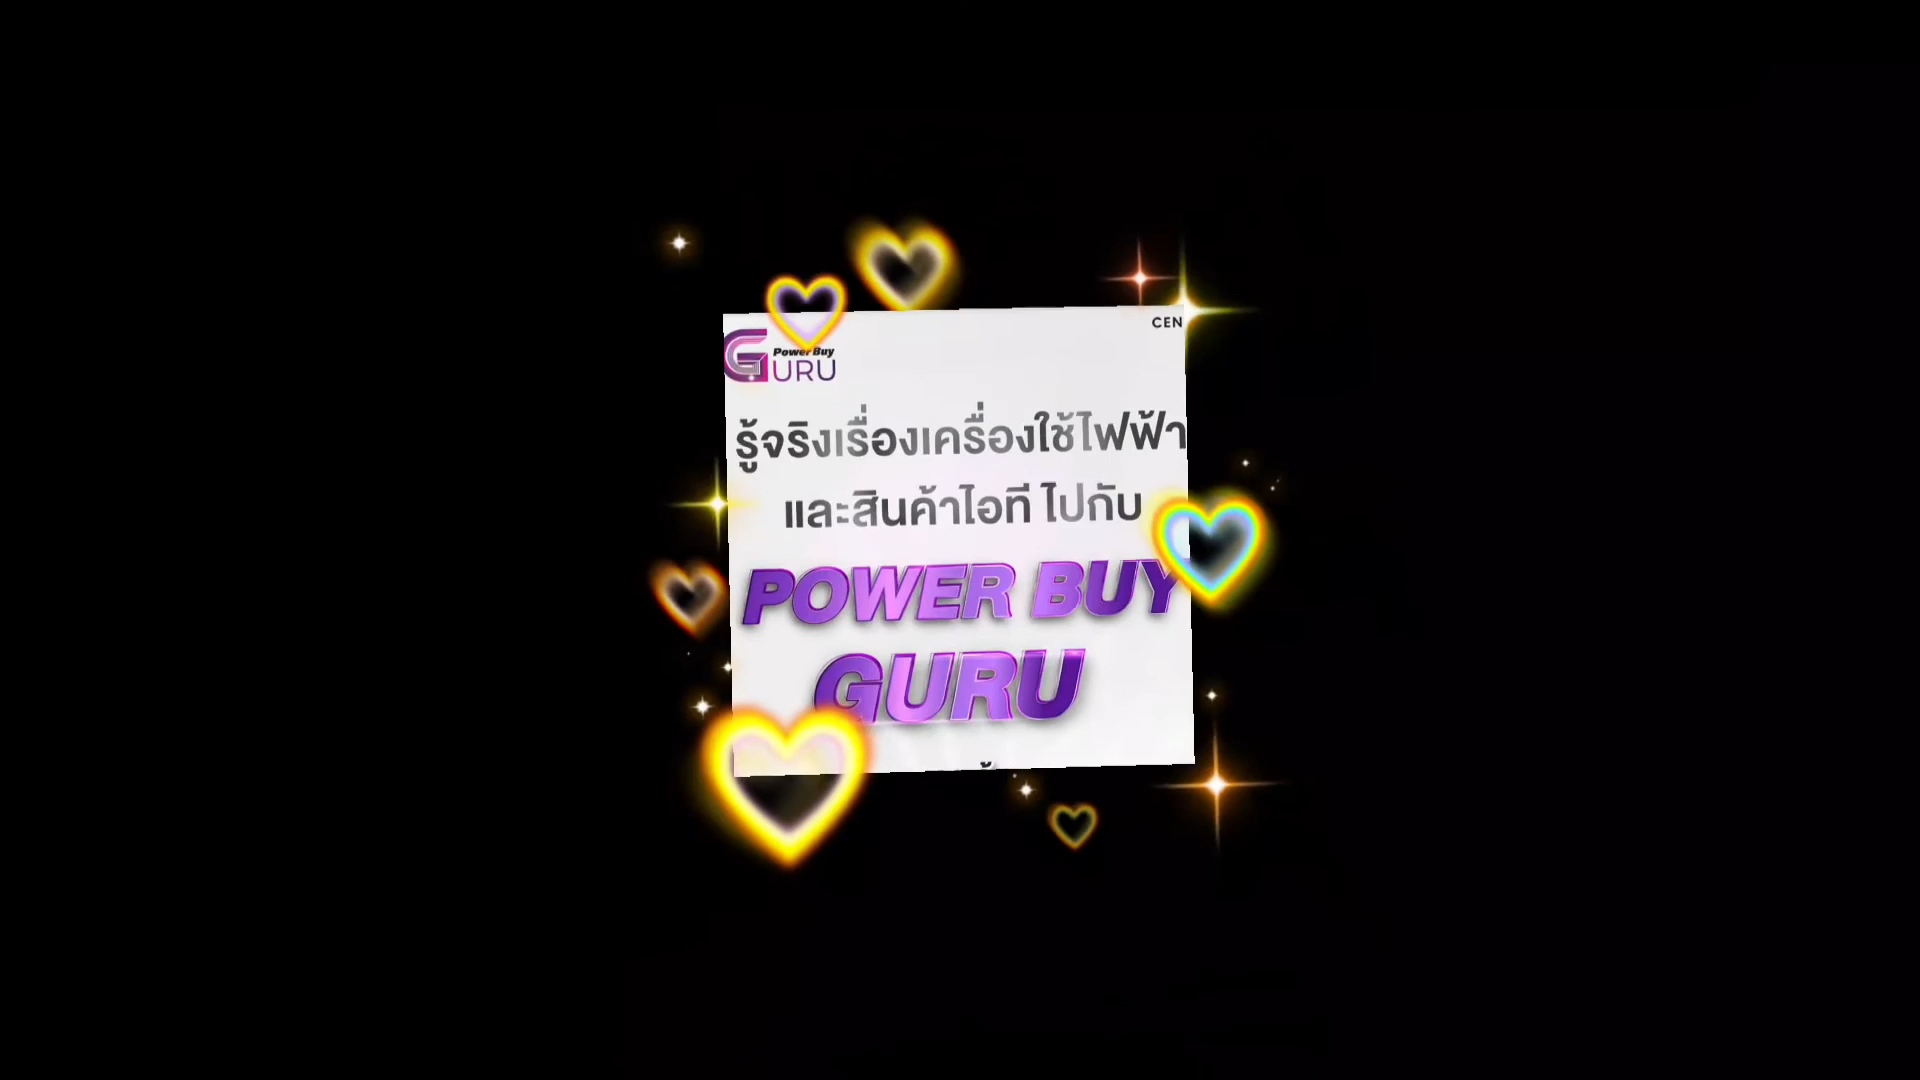 CEN
Power Buy
GURU
รู้จริงเรื่องเครื่องใช้ไฟฟ้า
และสินค้าไอที ไปกับ
POWER BUY
GURU